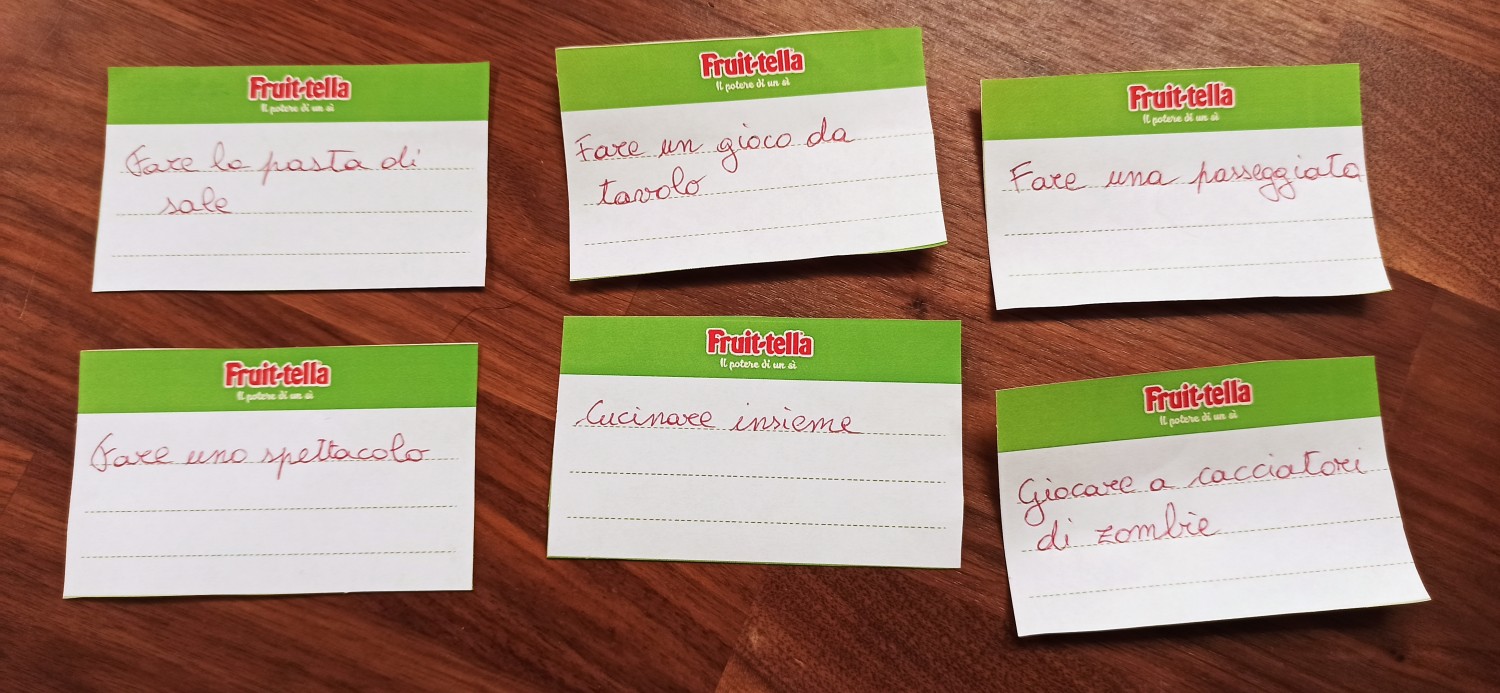 Fruit-tella
Il potere di un sì
Fare la pasta di
sale
Fruit-tella
Il potere di un sì
Fare un gioco da
tavolo
Fruit-tella
Il potere di un sì
Fare una passeggiata
Fruit-tella
Il potere di un sì
Fare uno spettacolo
Fruit-tella
Il potere di un sì
Cucinare insieme
Fruit-tella
Il potere di un sì
Giocare a cacciatori
di zombie